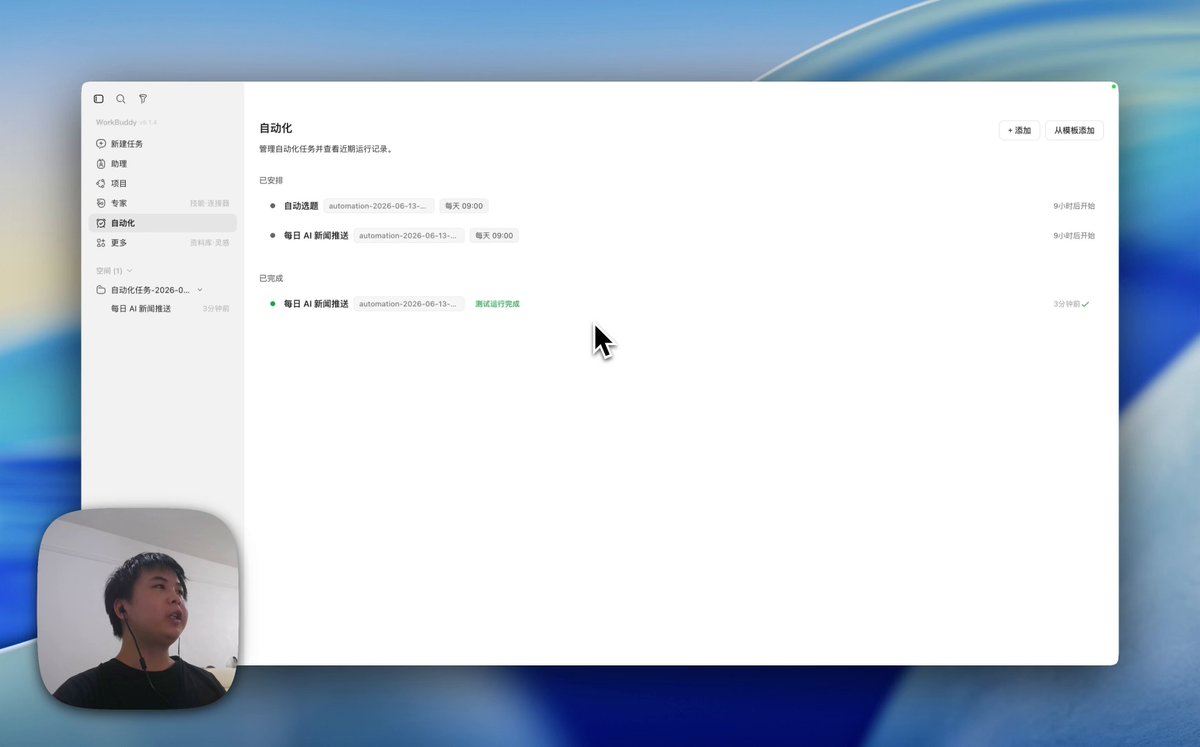 WorkBuddy v5.1.4
新建任务
助理
项目
专家 技能·连接器
自动化
更多 资料库·灵感
空间 (1)
自动化任务-2026-0...
每日 AI 新闻推送 3分钟前
自动化
+ 添加 从模板添加
管理自动化任务并查看近期运行记录。
已安排
自动选题 automation-2026-06-13-... 每天 09:00 9小时后开始
每日 AI 新闻推送 automation-2026-06-13-... 每天 09:00 9小时后开始
已完成
每日 AI 新闻推送 automation-2026-06-13-... 测试运行完成 3分钟前